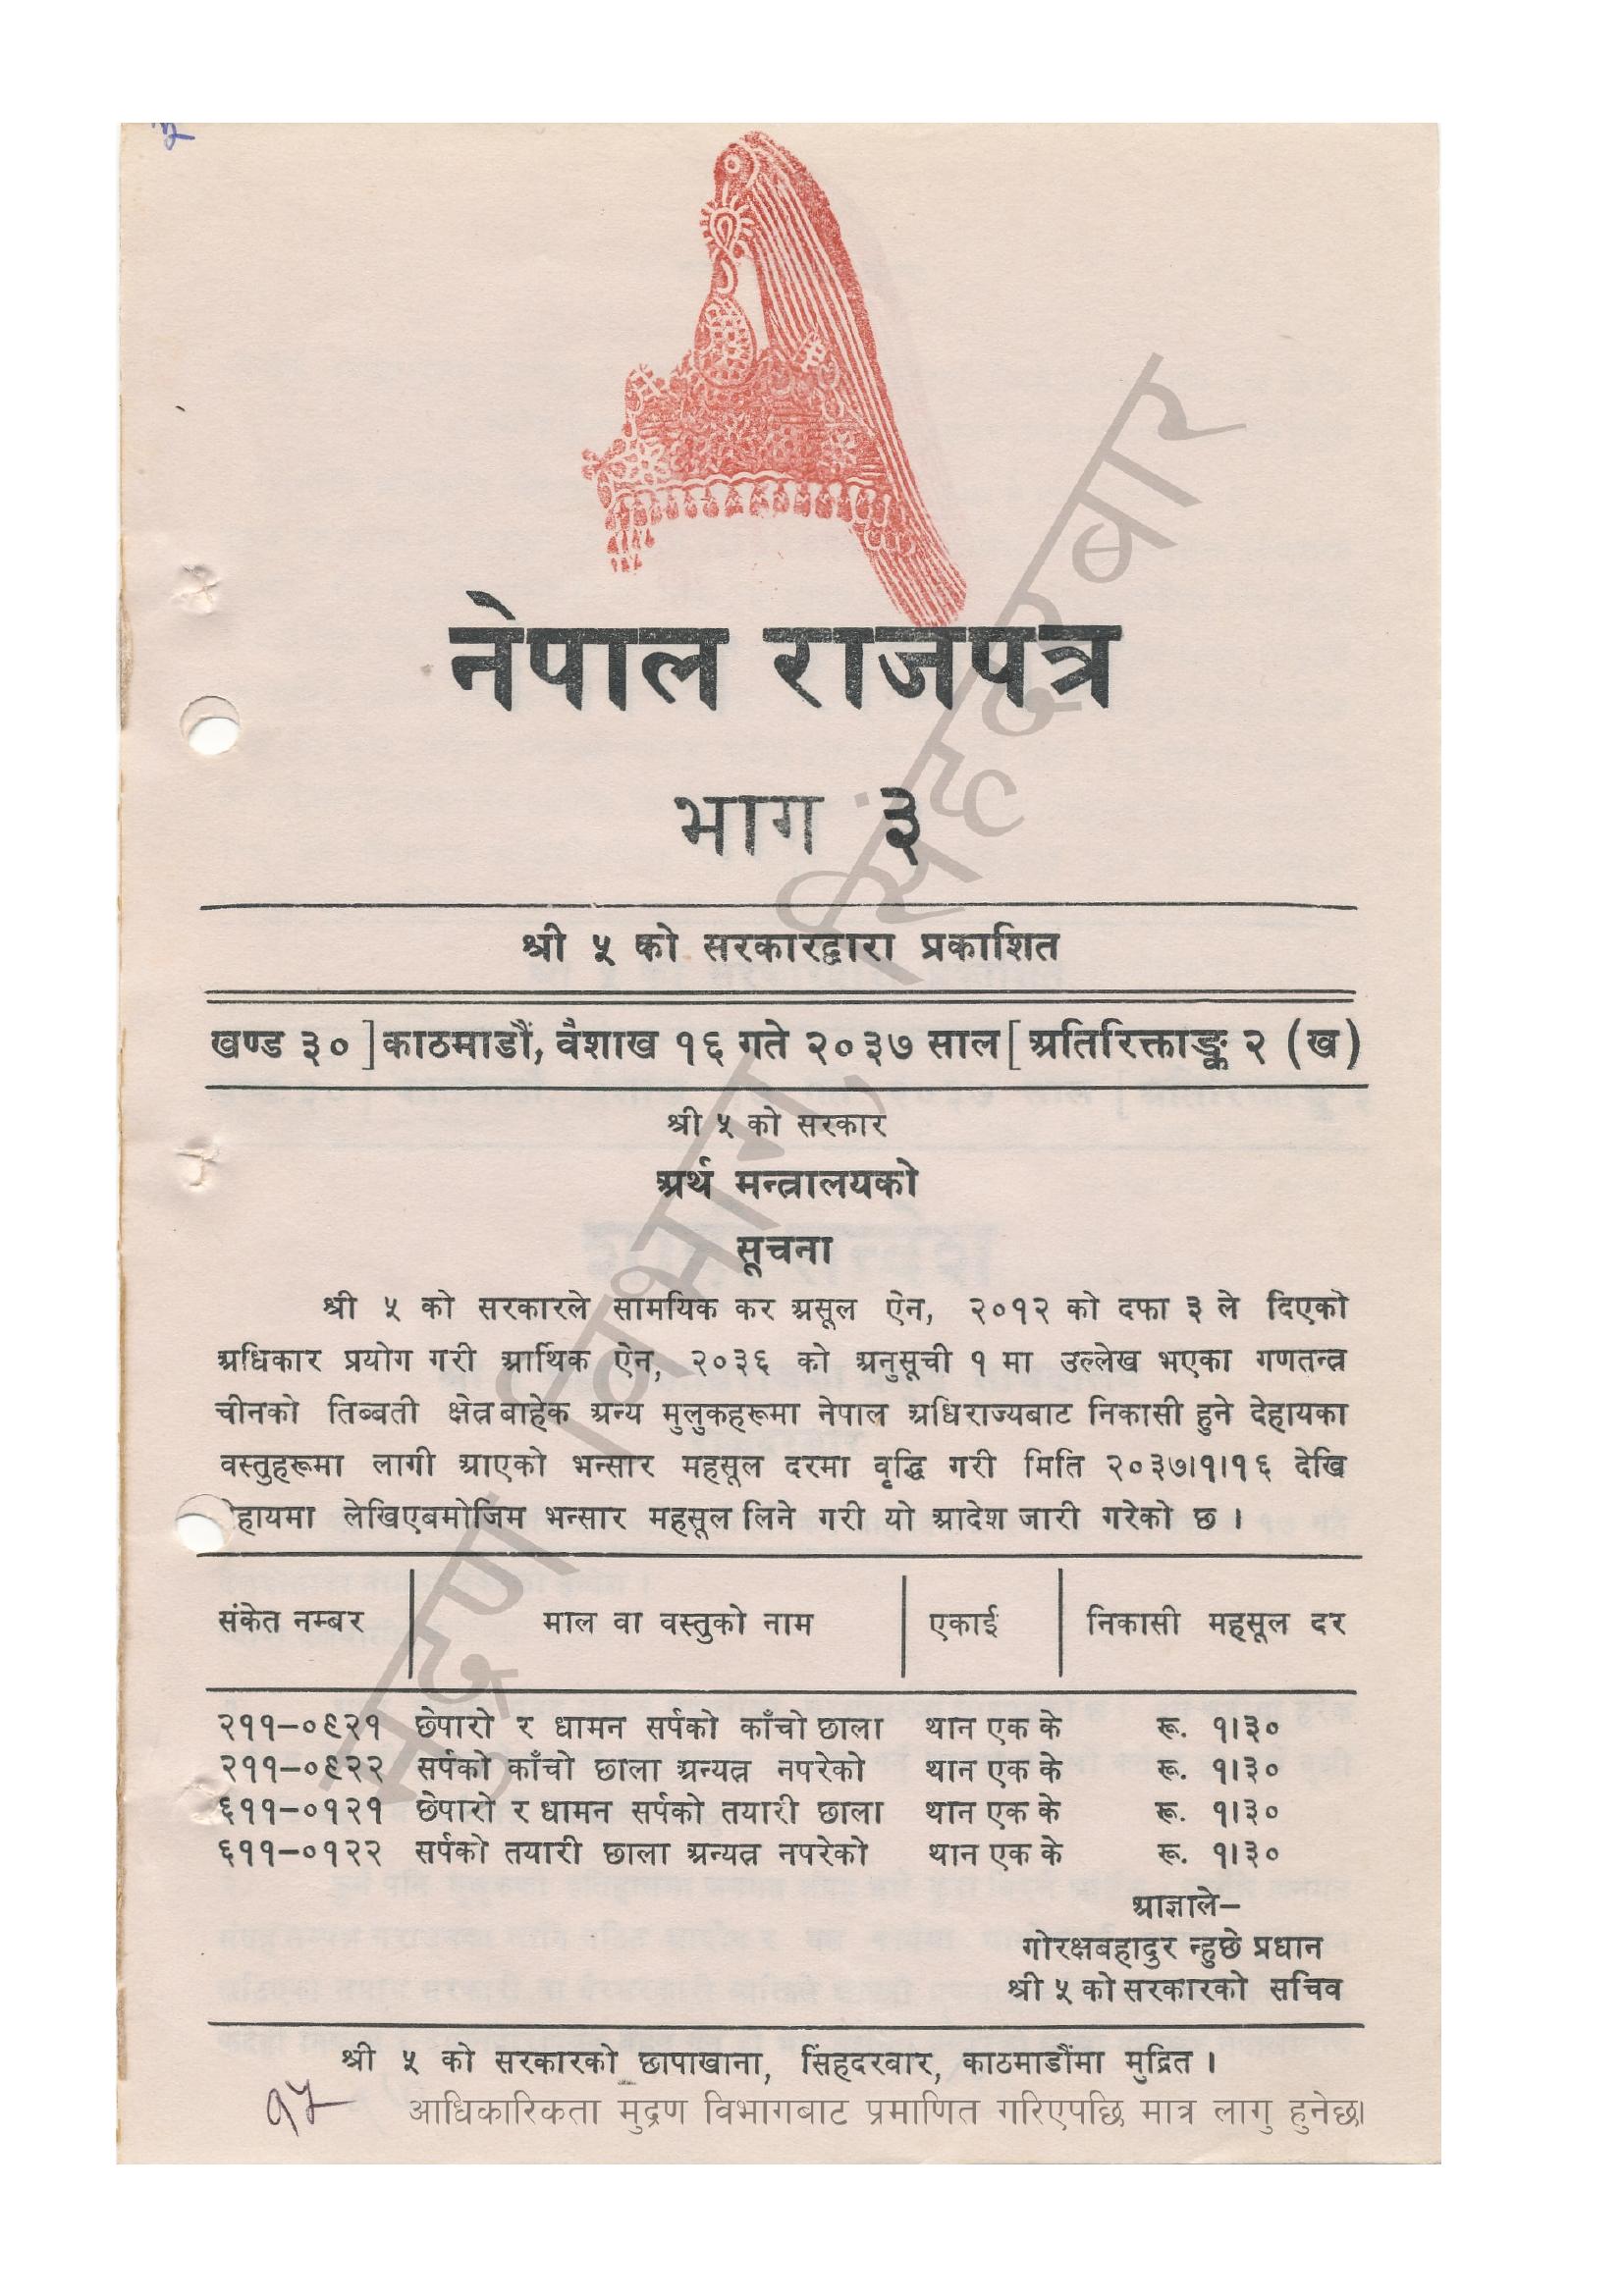 नेपाल राजपत्र
भाग ३
श्री ५ को सरकारद्वारा प्रकाशित
खण्ड ३० ] काठमाडौं, वैशाख १६ गते २०३७ साल [ अतिरिक्ताङ्क २ (ख)
श्री ५ को सरकार
अर्थ मन्त्रालयको
सूचना
श्री ५ को सरकारले सामयिक कर असूल ऐन, २०१२ को दफा ३ ले दिएको
अधिकार प्रयोग गरी आर्थिक ऐन, २०३६ को अनुसूची १ मा उल्लेख भएका गणतन्त्र
चीनको तिब्बती क्षेत्र बाहेक अन्य मुलुकहरूमा नेपाल अधिराज्यबाट निकासी हुने देहायका
वस्तुहरूमा लागी आएको भन्सार महसूल दरमा वृद्धि गरी मिति २०३७।१।१६ देखि
हायमा लेखिएबमोजिम भन्सार महसूल लिने गरी यो आदेश जारी गरेको छ ।
संकेत नम्बर माल वा वस्तुको नाम एकाई निकासी महसूल दर
२११–०९२१ छेपारो र धामन सर्पको काँचो छाला थान एक के रू. १।३०
२११–०९२२ सर्पको काँचो छाला अन्यत्र नपरेको थान एक के रू. १।३०
६११–०१२१ छेपारो र धामन सर्पको तयारी छाला थान एक के रू. १।३०
६११–०१२२ सर्पको तयारी छाला अन्यत्र नपरेको थान एक के रू. १।३०
आज्ञाले–
गोरक्षबहादुर न्हुछे प्रधान
श्री ५ को सरकारको सचिव
श्री ५ को सरकारको छापाखाना, सिंहदरबार, काठमाडौंमा मुद्रित ।
आधिकारिकता मुद्रण विभागबाट प्रमाणित गरिएपछि मात्र लागु हुनेछ।
मुद्रण विभाग, सिंहदरबार